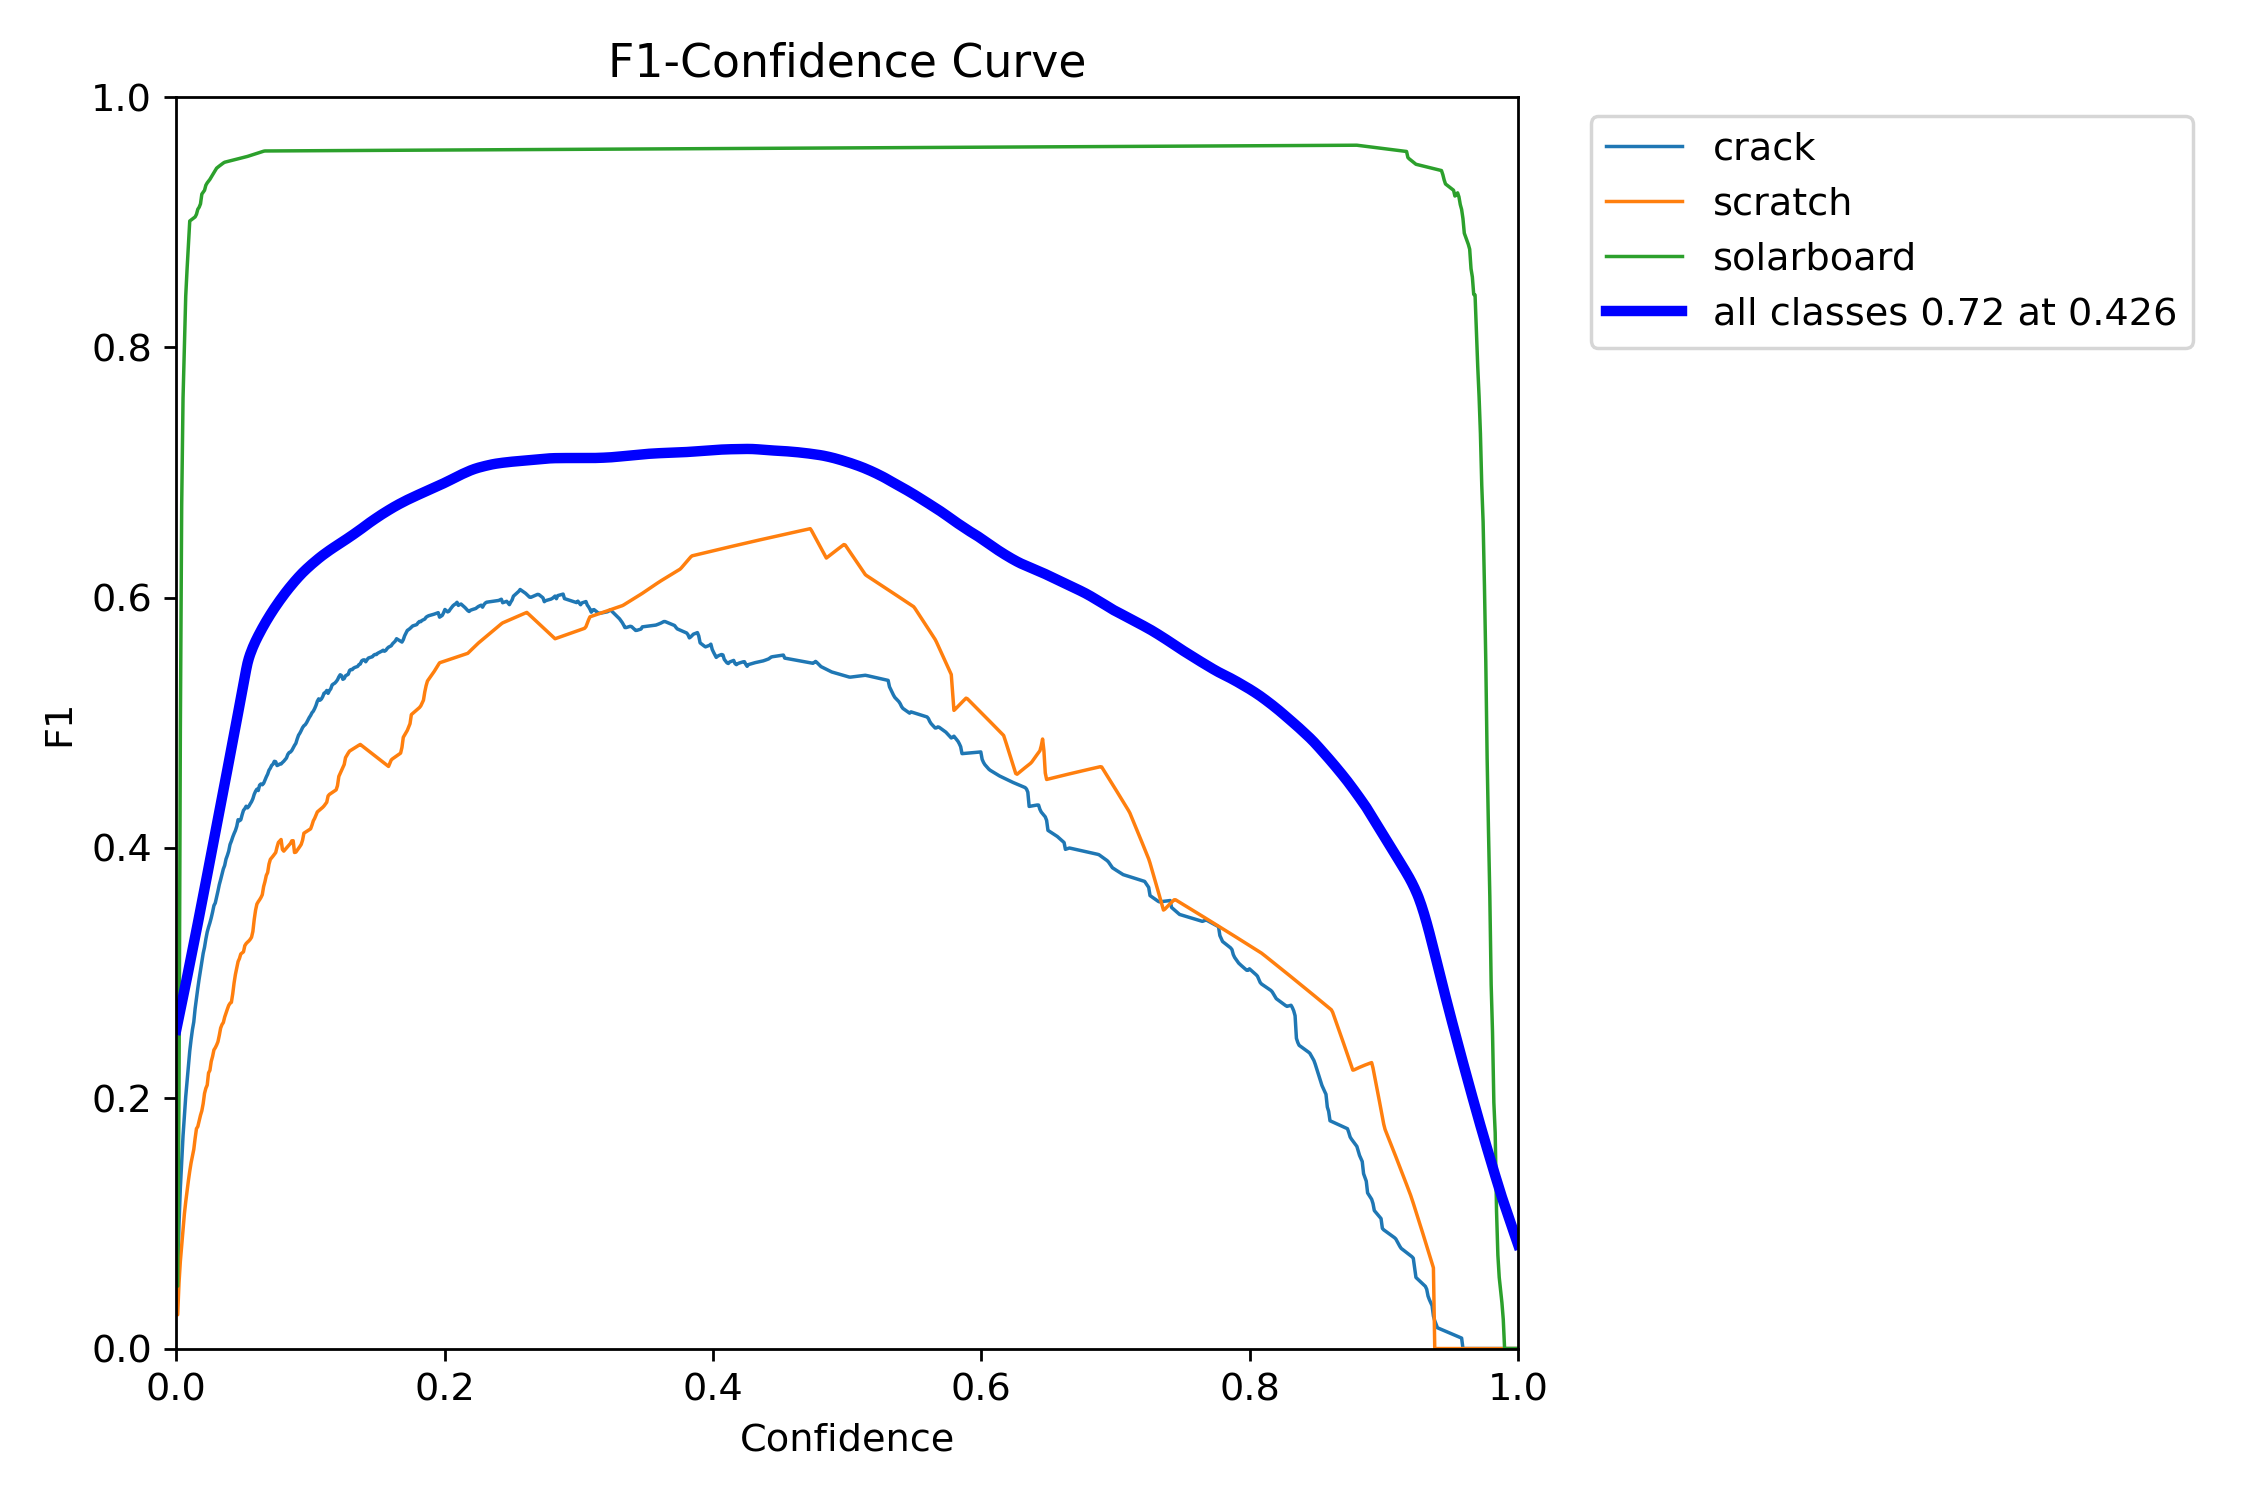 F1-Confidence Curve
1.0
0.8
0.6
0.4
0.2
0.0
F1
0.0 0.2 0.4 0.6 0.8 1.0
Confidence
crack
scratch
solarboard
all classes 0.72 at 0.426